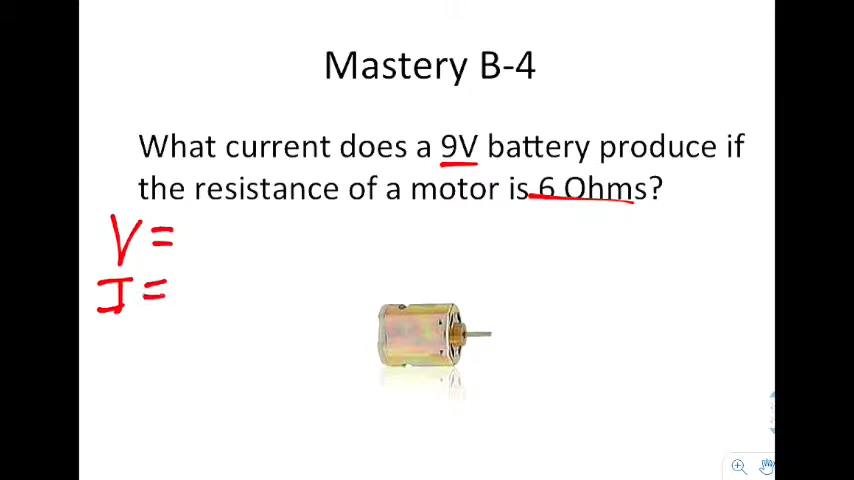 Mastery B-4
What current does a 9V battery produce if
the resistance of a motor is 6 Ohms?
V =
I =